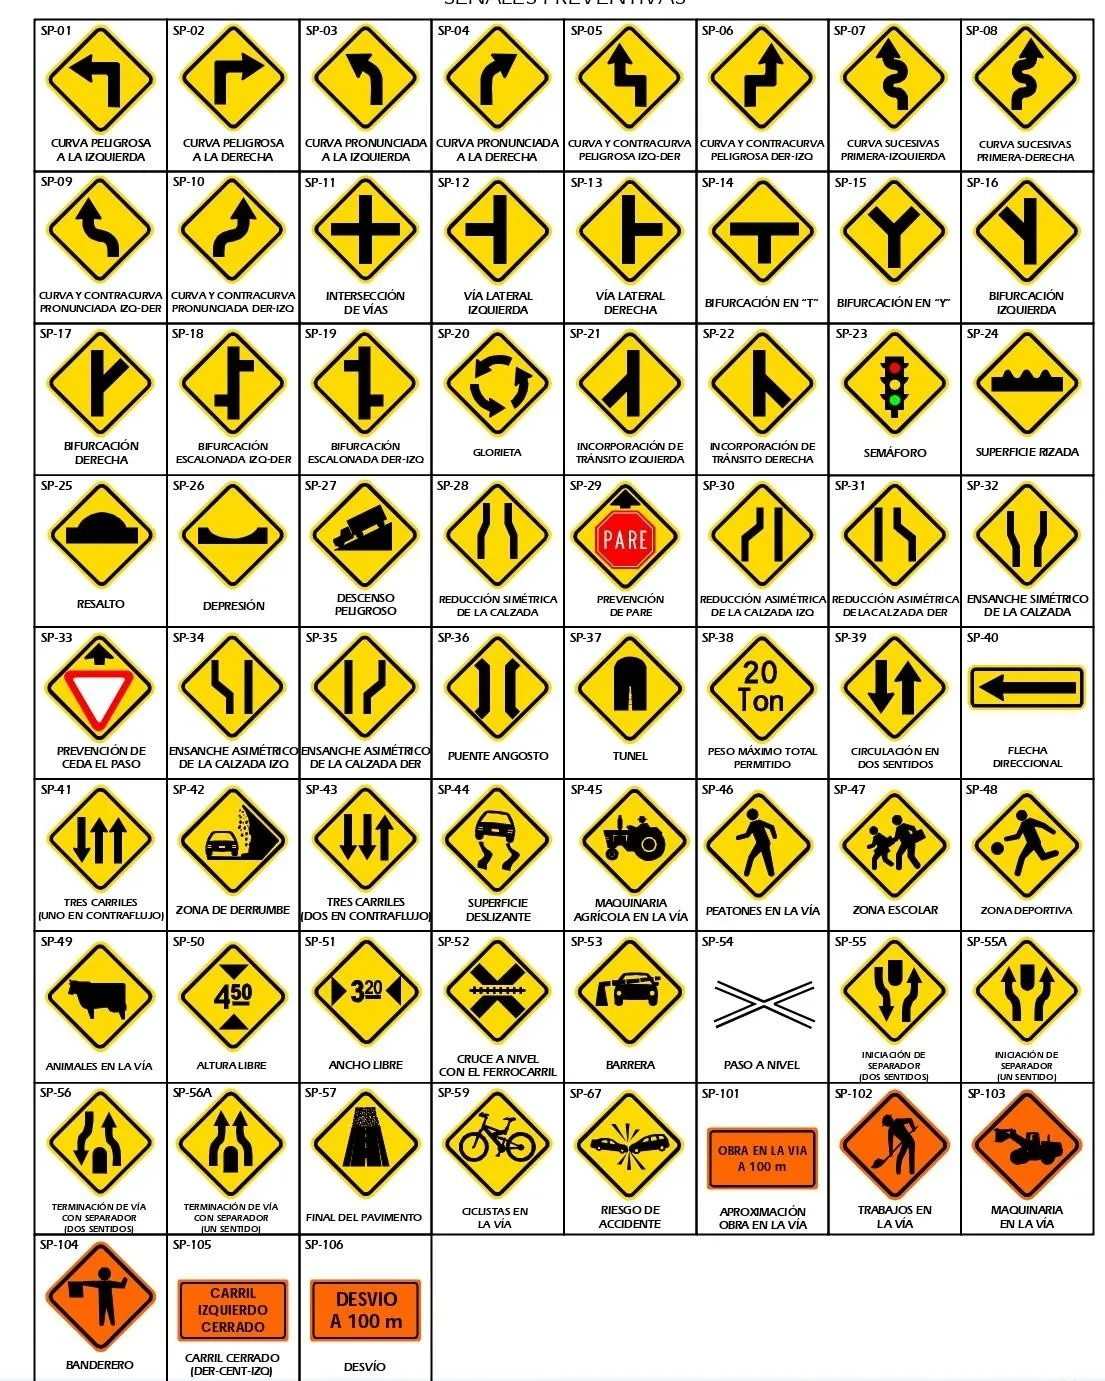 SEÑALES PREVENTIVAS
SP-01
CURVA PELIGROSA
A LA IZQUIERDA
SP-02
CURVA PELIGROSA
A LA DERECHA
SP-03
CURVA PRONUNCIADA
A LA IZQUIERDA
SP-04
CURVA PRONUNCIADA
A LA DERECHA
SP-05
CURVA Y CONTRACURVA
PELIGROSA IZQ-DER
SP-06
CURVA Y CONTRACURVA
PELIGROSA DER-IZQ
SP-07
CURVA SUCESIVAS
PRIMERA-IZQUIERDA
SP-08
CURVA SUCESIVAS
PRIMERA-DERECHA
SP-09
CURVA Y CONTRACURVA
PRONUNCIADA IZQ-DER
SP-10
CURVA Y CONTRACURVA
PRONUNCIADA DER-IZQ
SP-11
INTERSECCIÓN
DE VÍAS
SP-12
VÍA LATERAL
IZQUIERDA
SP-13
VÍA LATERAL
DERECHA
SP-14
BIFURCACIÓN EN "T"
SP-15
BIFURCACIÓN EN "Y"
SP-16
BIFURCACIÓN
IZQUIERDA
SP-17
BIFURCACIÓN
DERECHA
SP-18
BIFURCACIÓN
ESCALONADA IZQ-DER
SP-19
BIFURCACIÓN
ESCALONADA DER-IZQ
SP-20
GLORIETA
SP-21
INCORPORACIÓN DE
TRÁNSITO IZQUIERDA
SP-22
INCORPORACIÓN DE
TRÁNSITO DERECHA
SP-23
SEMÁFORO
SP-24
SUPERFICIE RIZADA
SP-25
RESALTO
SP-26
DEPRESIÓN
SP-27
DESCENSO
PELIGROSO
SP-28
REDUCCIÓN SIMÉTRICA
DE LA CALZADA
SP-29
PARE
PREVENCIÓN
DE PARE
SP-30
REDUCCIÓN ASIMÉTRICA
DE LA CALZADA IZQ
SP-31
REDUCCIÓN ASIMÉTRICA
DE LA CALZADA DER
SP-32
ENSANCHE SIMÉTRICO
DE LA CALZADA
SP-33
PREVENCIÓN DE
CEDA EL PASO
SP-34
ENSANCHE ASIMÉTRICO
DE LA CALZADA IZQ
SP-35
ENSANCHE ASIMÉTRICO
DE LA CALZADA DER
SP-36
PUENTE ANGOSTO
SP-37
TUNEL
SP-38
20
Ton
PESO MÁXIMO TOTAL
PERMITIDO
SP-39
CIRCULACIÓN EN
DOS SENTIDOS
SP-40
FLECHA
DIRECCIONAL
SP-41
TRES CARRILES
(UNO EN CONTRAFLUJO)
SP-42
ZONA DE DERRUMBE
SP-43
TRES CARRILES
(DOS EN CONTRAFLUJO)
SP-44
SUPERFICIE
DESLIZANTE
SP-45
MAQUINARIA
AGRÍCOLA EN LA VÍA
SP-46
PEATONES EN LA VÍA
SP-47
ZONA ESCOLAR
SP-48
ZONA DEPORTIVA
SP-49
ANIMALES EN LA VÍA
SP-50
4 50
ALTURA LIBRE
SP-51
3 20
ANCHO LIBRE
SP-52
CRUCE A NIVEL
CON EL FERROCARRIL
SP-53
BARRERA
SP-54
PASO A NIVEL
SP-55
INICIACIÓN DE
SEPARADOR
(DOS SENTIDOS)
SP-55A
INICIACIÓN DE
SEPARADOR
(UN SENTIDO)
SP-56
TERMINACIÓN DE VÍA
CON SEPARADOR
(DOS SENTIDOS)
SP-56A
TERMINACIÓN DE VÍA
CON SEPARADOR
(UN SENTIDO)
SP-57
FINAL DEL PAVIMENTO
SP-59
CICLISTAS EN
LA VÍA
SP-67
RIESGO DE
ACCIDENTE
SP-101
OBRA EN LA VIA
A 100 m
APROXIMACIÓN
OBRA EN LA VÍA
SP-102
TRABAJOS EN
LA VÍA
SP-103
MAQUINARIA
EN LA VÍA
SP-104
BANDERERO
SP-105
CARRIL
IZQUIERDO
CERRADO
CARRIL CERRADO
(DER-CENT-IZQ)
SP-106
DESVIO
A 100 m
DESVÍO